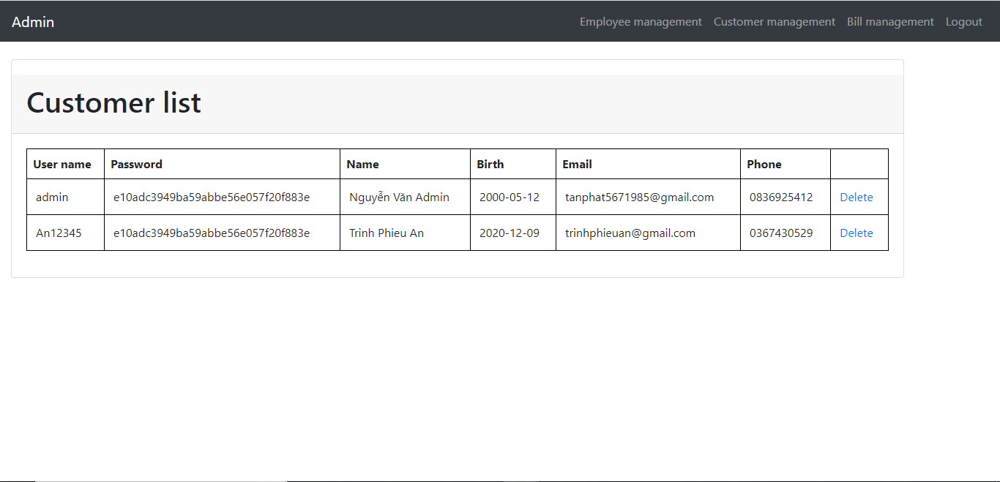 Admin Employee management Customer management Bill management Logout
Customer list
User name Password Name Birth Email Phone
admin e10adc3949ba59abbe56e057f20f883e Nguyễn Văn Admin 2000-05-12 tanphat5671985@gmail.com 0836925412 Delete
An12345 e10adc3949ba59abbe56e057f20f883e Trinh Phieu An 2020-12-09 trinhphieuan@gmail.com 0367430529 Delete